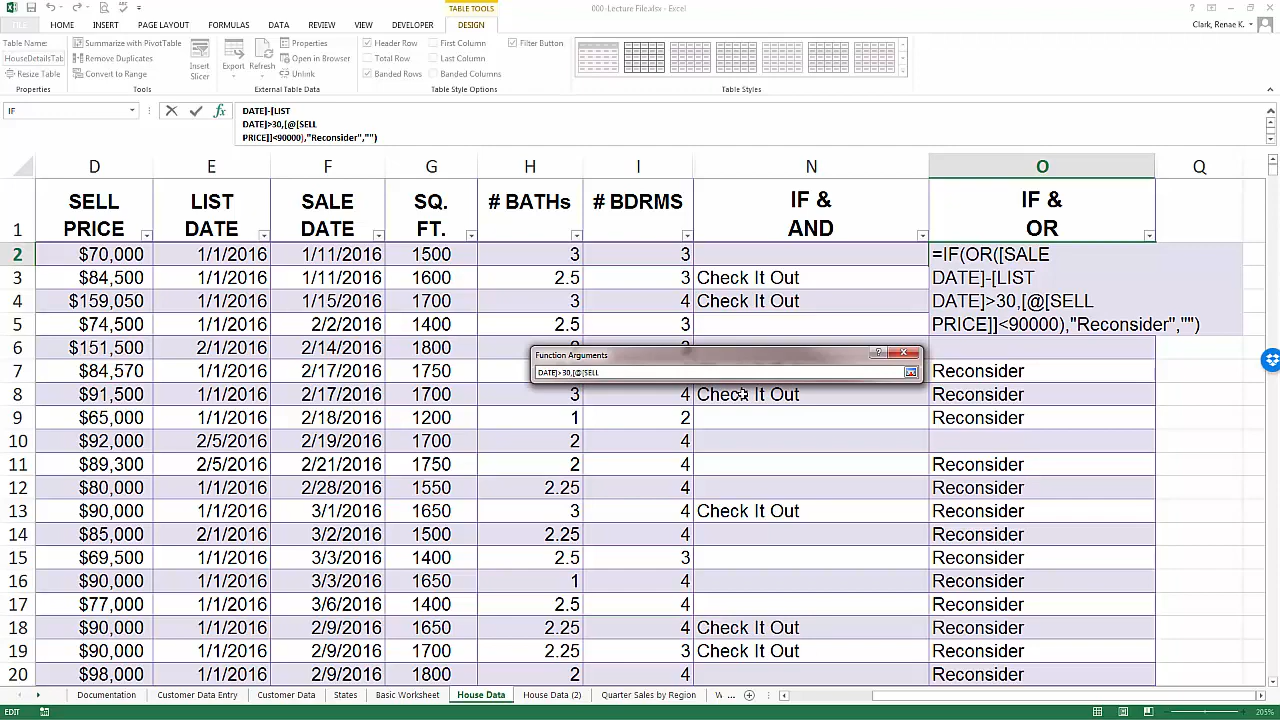 000-Lecture File.xlsx - Excel
TABLE TOOLS
FILE HOME INSERT PAGE LAYOUT FORMULAS DATA REVIEW VIEW DEVELOPER DESIGN
Clark, Renae K.
Table Name:
HouseDetail
Resize Table
Properties
Summarize with PivotTable
Remove Duplicates
Convert to Range
Tools
Insert
Slicer
Export
Refresh
Properties
Open in Browser
Unlink
External Table Data
Header Row
Total Row
Banded Rows
First Column
Last Column
Banded Columns
Filter Button
Table Style Options
Table Styles
IF
fx
DATE]-[LIST
DATE]>30,[@[SELL
PRICE]]<90000),"Reconsider","")
D E F G H I N O Q
1 SELL PRICE LIST DATE SALE DATE SQ. FT. # BATHs # BDRMS IF & AND IF & OR
2 $70,000 1/1/2016 1/11/2016 1500 3 3 =IF(OR([SALE
3 $84,500 1/1/2016 1/11/2016 1600 2.5 3 Check It Out DATE]-[LIST
4 $159,050 1/1/2016 1/15/2016 1700 3 4 Check It Out DATE]>30,[@[SELL
5 $74,500 1/1/2016 2/2/2016 1400 2.5 3 PRICE]]<90000),"Reconsider","")
6 $151,500 2/1/2016 2/14/2016 1800
Function Arguments
DATE]>30,[@[SELL
7 $84,570 1/1/2016 2/17/2016 1750 Reconsider
8 $91,500 1/1/2016 2/17/2016 1700 3 4 Check It Out Reconsider
9 $65,000 1/1/2016 2/18/2016 1200 1 2 Reconsider
10 $92,000 2/5/2016 2/19/2016 1700 2 4
11 $89,300 2/5/2016 2/21/2016 1750 2 4 Reconsider
12 $80,000 1/1/2016 2/28/2016 1550 2.25 4 Reconsider
13 $90,000 1/1/2016 3/1/2016 1650 3 4 Check It Out Reconsider
14 $85,000 2/1/2016 3/2/2016 1500 2.25 4 Reconsider
15 $69,500 1/1/2016 3/3/2016 1400 2.5 3 Reconsider
16 $90,000 1/1/2016 3/3/2016 1650 1 4 Reconsider
17 $77,000 1/1/2016 3/6/2016 1400 2.5 4 Reconsider
18 $90,000 1/1/2016 2/9/2016 1650 2.25 4 Check It Out Reconsider
19 $90,000 1/1/2016 2/9/2016 1700 2.25 3 Check It Out Reconsider
20 $98,000 1/1/2016 2/9/2016 1800 2 4 Reconsider
Documentation Customer Data Entry Customer Data States Basic Worksheet House Data House Data (2) Quarter Sales by Region W ...
EDIT
205%